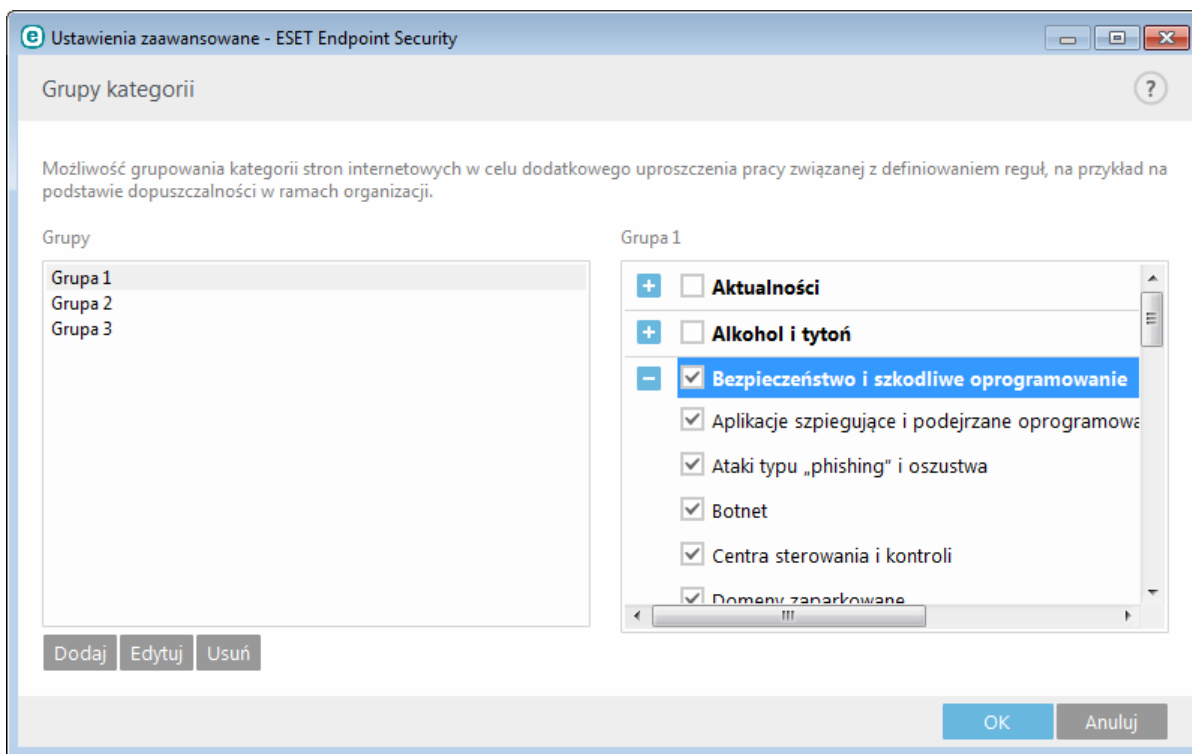 Ustawienia zaawansowane - ESET Endpoint Security
Grupy kategorii
?
Możliwość grupowania kategorii stron internetowych w celu dodatkowego uproszczenia pracy związanej z definiowaniem reguł, na przykład na
podstawie dopuszczalności w ramach organizacji.
Grupy
Grupa 1
Grupa 2
Grupa 3
Dodaj Edytuj Usuń
Grupa 1
Aktualności
Alkohol i tytoń
Bezpieczeństwo i szkodliwe oprogramowanie
Aplikacje szpiegujące i podejrzane oprogramowa
Ataki typu „phishing” i oszustwa
Botnet
Centra sterowania i kontroli
Domeny zaparkowane
OK Anuluj